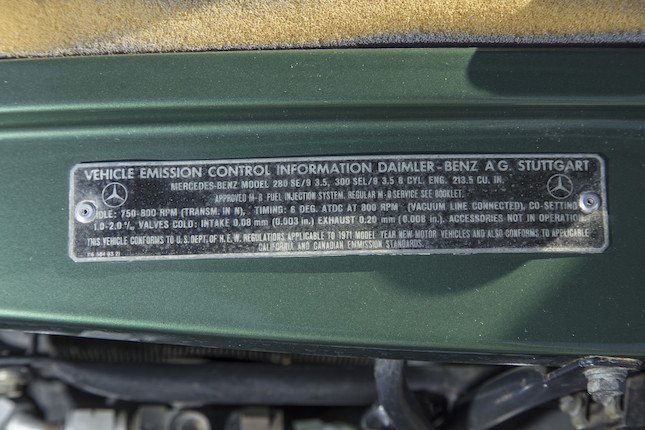 VEHICLE EMISSION CONTROL INFORMATION DAIMLER-BENZ A.G. STUTTGART
MERCEDES-BENZ MODEL 280 SE/9 3.5, 300 SEL/9 3.5 8 CYL. ENG. 213.5 CU. IN.
APPROVED M-B FUEL INJECTION SYSTEM, REGULAR M-B SERVICE SEE BOOKLET.
IDLE: 750-800 RPM (TRANSM. IN N), TIMING: 8 DEG. ATDC AT 800 RPM (VACUUM LINE CONNECTED), CO-SETTING
1.0-2.0 %, VALVES COLD: INTAKE 0.08 mm (0.003 in.) EXHAUST 0.20 mm (0.008 in.), ACCESSORIES NOT IN OPERATION
THIS VEHICLE CONFORMS TO U.S. DEPT. OF H.E.W. REGULATIONS APPLICABLE TO 1971 MODEL YEAR NEW MOTOR VEHICLES AND ALSO CONFORMS TO APPLICABLE
CALIFORNIA AND CANADIAN EMMISSION STANDARDS.